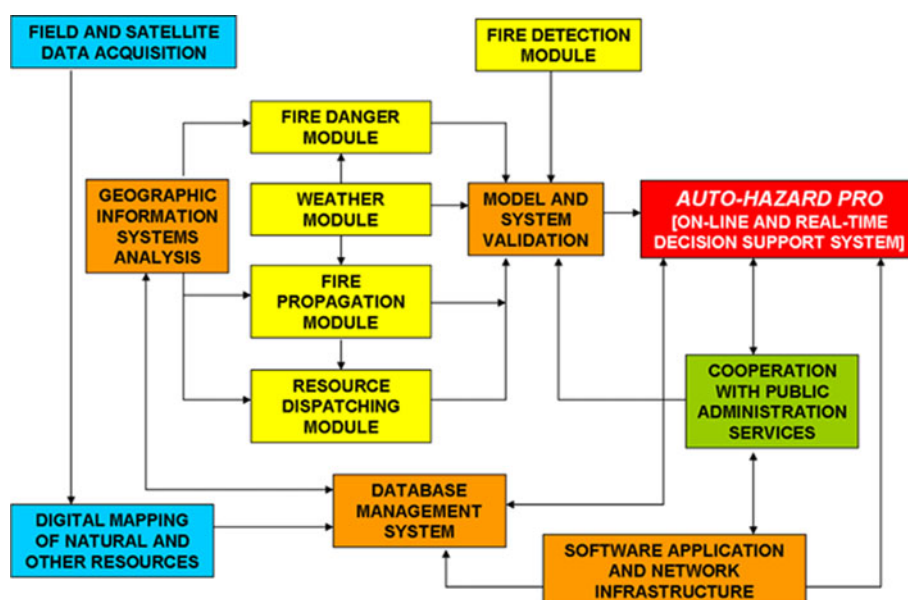 FIELD AND SATELLITE
DATA ACQUISITION
FIRE DETECTION
MODULE
FIRE DANGER
MODULE
GEOGRAPHIC
INFORMATION
SYSTEMS
ANALYSIS
WEATHER
MODULE
MODEL AND
SYSTEM
VALIDATION
AUTO-HAZARD PRO
[ON-LINE AND REAL-TIME
DECISION SUPPORT SYSTEM]
FIRE
PROPAGATION
MODULE
RESOURCE
DISPATCHING
MODULE
COOPERATION
WITH PUBLIC
ADMINISTRATION
SERVICES
DATABASE
MANAGEMENT
SYSTEM
DIGITAL MAPPING
OF NATURAL AND
OTHER RESOURCES
SOFTWARE APPLICATION
AND NETWORK
INFRASTRUCTURE